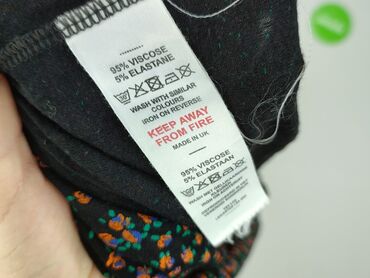 95% VISCOSE
5% ELASTANE
WASH WITH SIMILAR
COLOURS
IRON ON REVERSE
KEEP AWAY
FROM FIRE
MADE IN UK
95% VISCOSE
5% ELASTAAN